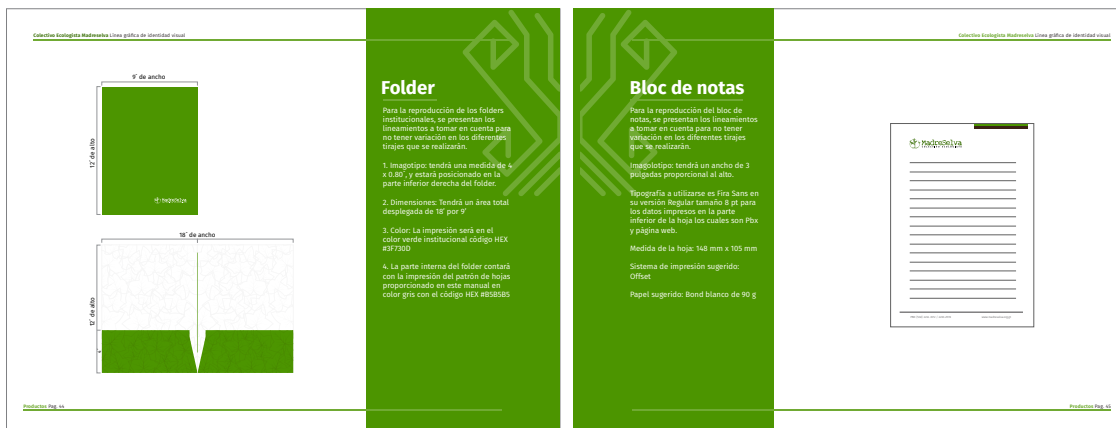 Colectivo Ecologista Madreselva Línea gráfica de identidad visual
9" de ancho
12" de alto
MadreSelva
18" de ancho
12" de alto
Folder
Para la reproducción de los folders
institucionales, se presentan los
lineamientos a tomar en cuenta para
no tener variación en los diferentes
tirajes que se realizarán.
1. Imagotipo: tendrá una medida de 4
x 0.80", y estará posicionado en la
parte inferior derecha del folder.
2. Dimensiones: Tendrá un área total
desplegada de 18" por 9"
3. Color: La impresión será en el
color verde institucional código HEX
#3F730D
4. La parte interna del folder contará
con la impresión del patrón de hojas
proporcionado en este manual en
color gris con el código HEX #B5B5B5
Productos Pag. 44
Colectivo Ecologista Madreselva Línea gráfica de identidad visual
Bloc de notas
Para la reproducción del bloc de
notas, se presentan los lineamientos
a tomar en cuenta para no tener
variación en los diferentes tirajes
que se realizarán.
Imagolotipo: tendrá un ancho de 3
pulgadas proporcional al alto.
Tipografía a utilizarse es Fira Sans en
su versión Regular tamaño 8 pt para
los datos impresos en la parte
inferior de la hoja los cuales son Pbx
y página web.
Medida de la hoja: 148 mm x 105 mm
Sistema de impresión sugerido:
Offset
Papel sugerido: Bond blanco de 90 g
MadreSelva
Productos Pag. 45